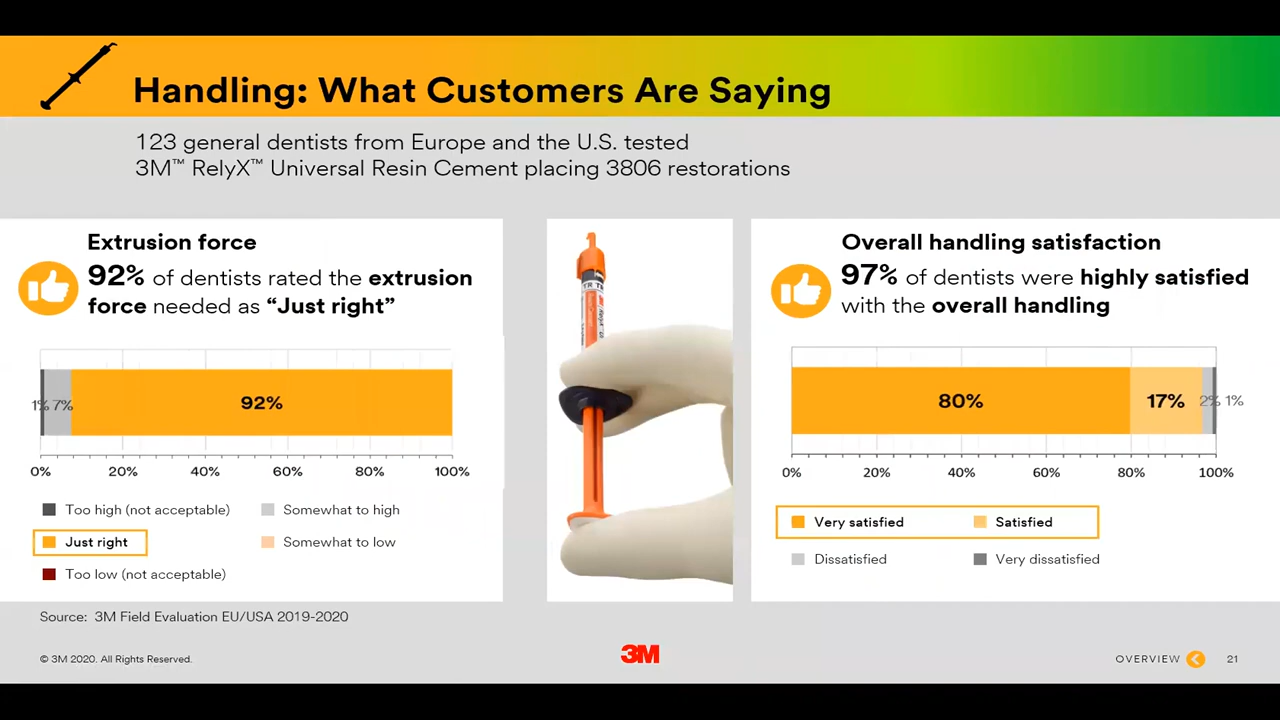 Handling: What Customers Are Saying
123 general dentists from Europe and the U.S. tested
3M™ RelyX™ Universal Resin Cement placing 3806 restorations
Extrusion force
92% of dentists rated the extrusion
force needed as “Just right”
1% 7% 92%
0% 20% 40% 60% 80% 100%
Too high (not acceptable) Somewhat to high
Just right Somewhat to low
Too low (not acceptable)
TR
Overall handling satisfaction
97% of dentists were highly satisfied
with the overall handling
80% 17% 2% 1%
0% 20% 40% 60% 80% 100%
Very satisfied Satisfied
Dissatisfied Very dissatisfied
Source: 3M Field Evaluation EU/USA 2019-2020
© 3M 2020. All Rights Reserved.
3M
OVERVIEW 21